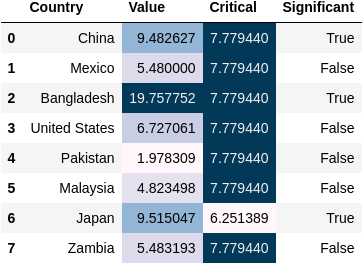 Country Value Critical Significant
0 China 9.482627 7.779440 True
1 Mexico 5.480000 7.779440 False
2 Bangladesh 19.757752 7.779440 True
3 United States 6.727061 7.779440 False
4 Pakistan 1.978309 7.779440 False
5 Malaysia 4.823498 7.779440 False
6 Japan 9.515047 6.251389 True
7 Zambia 5.483193 7.779440 False